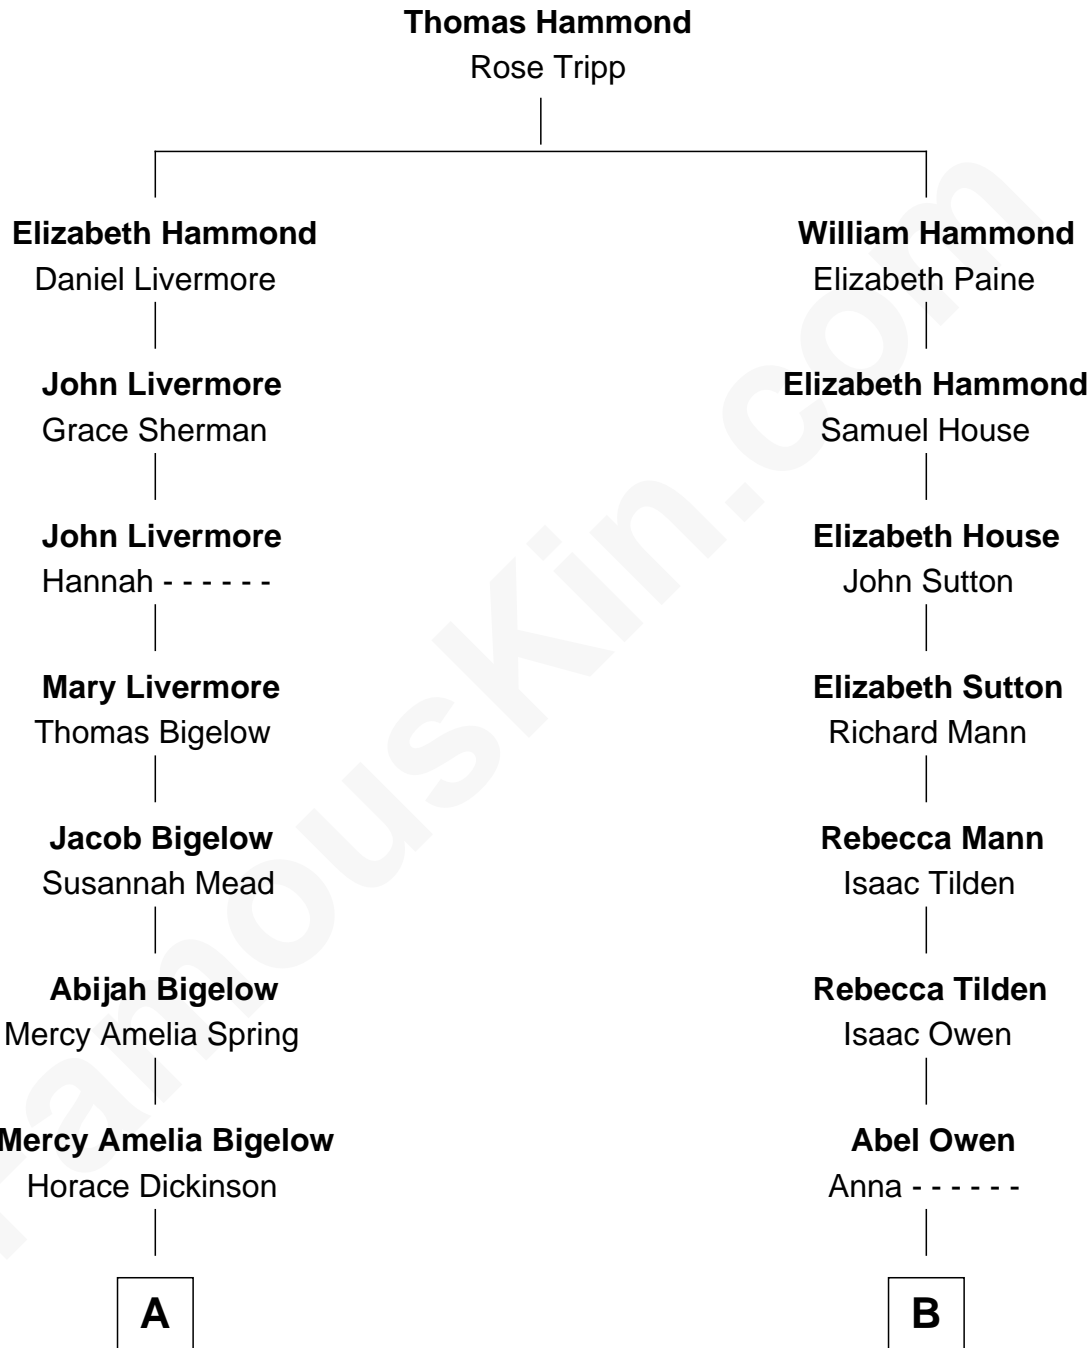 Thomas Hammond
Rose Tripp
Elizabeth Hammond
Daniel Livermore
William Hammond
Elizabeth Paine
John Livermore
Grace Sherman
Elizabeth Hammond
Samuel House
John Livermore
Hannah - - - - - -
Elizabeth House
John Sutton
Mary Livermore
Thomas Bigelow
Elizabeth Sutton
Richard Mann
Jacob Bigelow
Susannah Mead
Rebecca Mann
Isaac Tilden
Abijah Bigelow
Mercy Amelia Spring
Rebecca Tilden
Isaac Owen
Mercy Amelia Bigelow
Horace Dickinson
Abel Owen
Anna - - - - - -
A
B
FamousKin.com